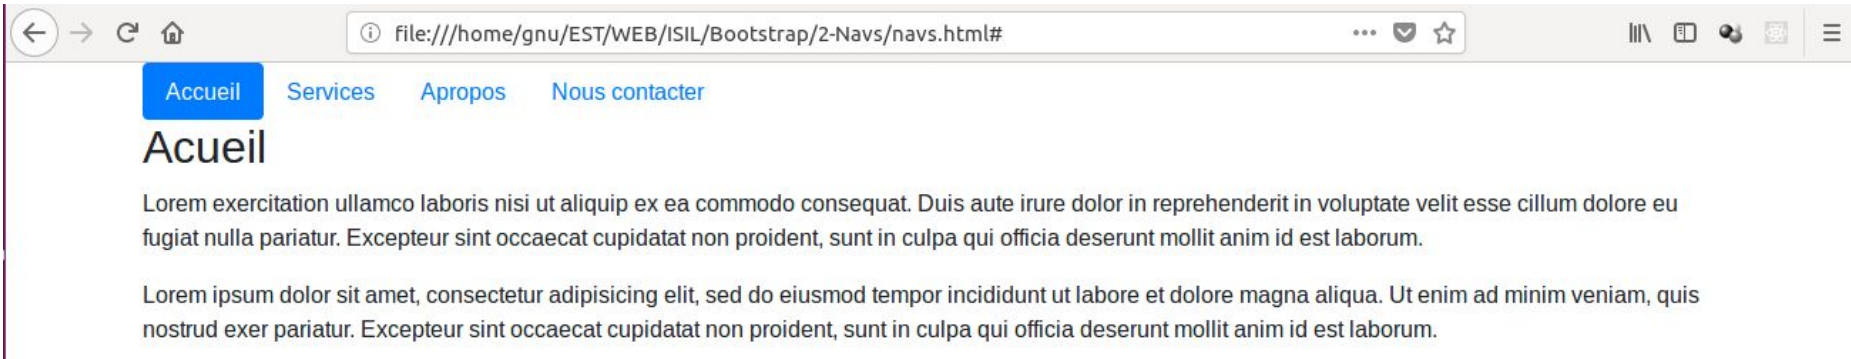 file:///home/gnu/EST/WEB/ISIL/Bootstrap/2-Navs/navs.html#
Accueil Services Apropos Nous contacter
Acueil
Lorem exercitation ullamco laboris nisi ut aliquip ex ea commodo consequat. Duis aute irure dolor in reprehenderit in voluptate velit esse cillum dolore eu
fugiat nulla pariatur. Excepteur sint occaecat cupidatat non proident, sunt in culpa qui officia deserunt mollit anim id est laborum.
Lorem ipsum dolor sit amet, consectetur adipisicing elit, sed do eiusmod tempor incididunt ut labore et dolore magna aliqua. Ut enim ad minim veniam, quis
nostrud exer pariatur. Excepteur sint occaecat cupidatat non proident, sunt in culpa qui officia deserunt mollit anim id est laborum.